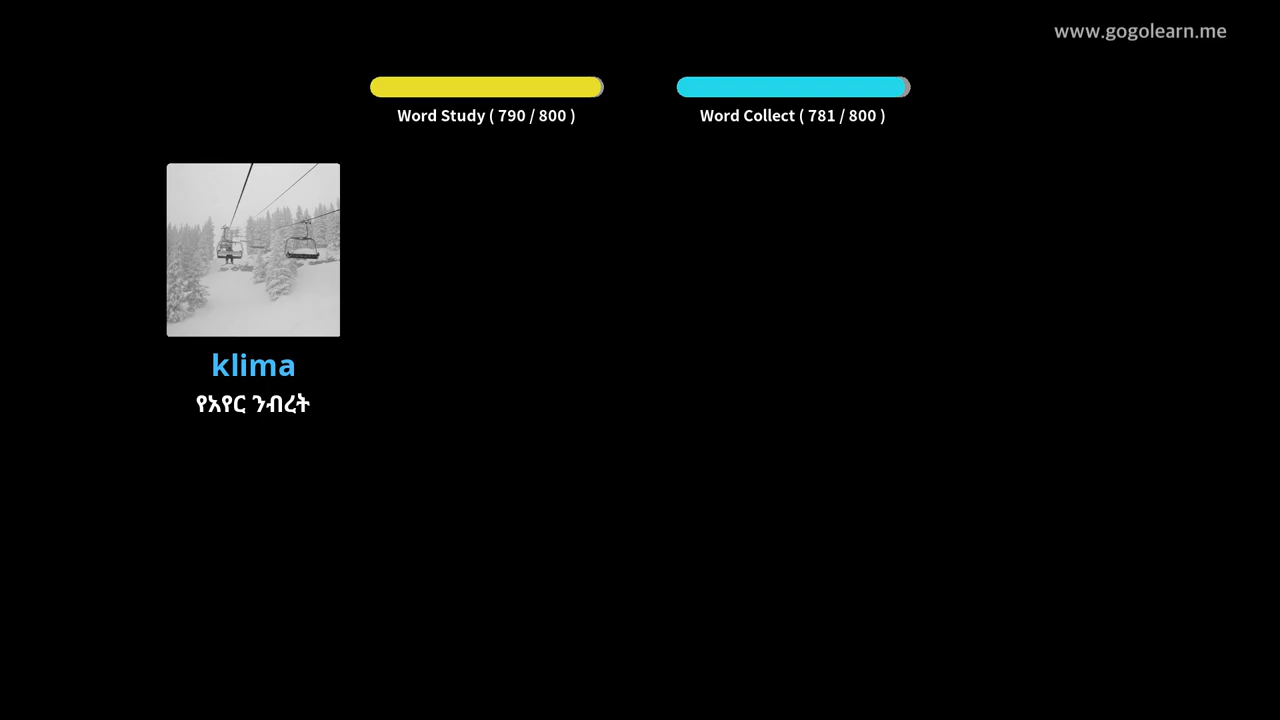 www.gogolearn.me
Word Study ( 790 / 800 )
Word Collect ( 781 / 800 )
klima
የአየር ንብረት